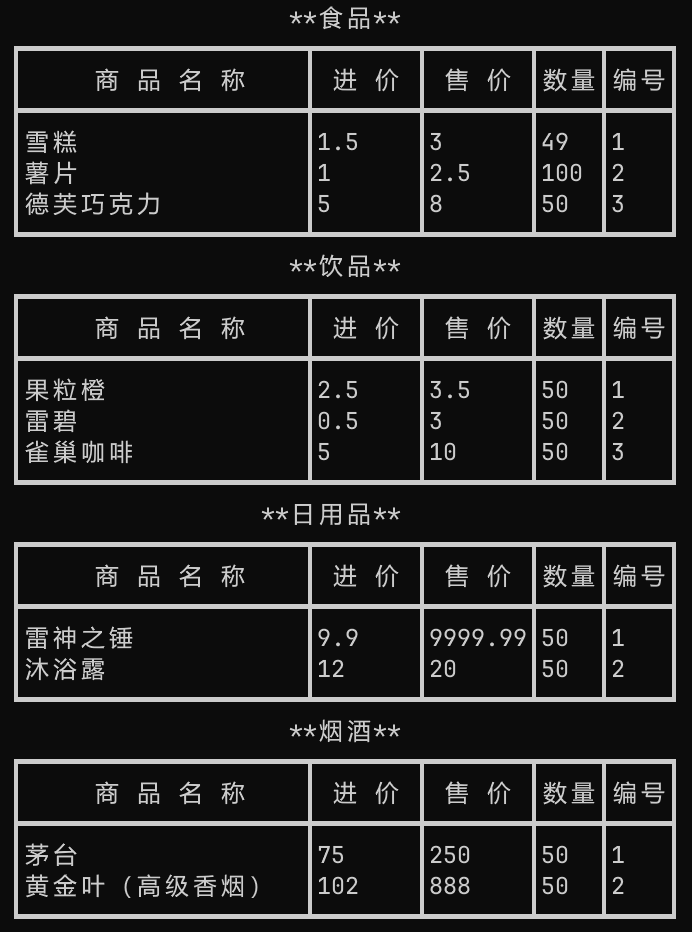 **食品**
商 品 名 称 进 价 售 价 数量 编号
雪糕 1.5 3 49 1
薯片 1 2.5 100 2
德芙巧克力 5 8 50 3
**饮品**
商 品 名 称 进 价 售 价 数量 编号
果粒橙 2.5 3.5 50 1
雷碧 0.5 3 50 2
雀巢咖啡 5 10 50 3
**日用品**
商 品 名 称 进 价 售 价 数量 编号
雷神之锤 9.9 9999.99 50 1
沐浴露 12 20 50 2
**烟酒**
商 品 名 称 进 价 售 价 数量 编号
茅台 75 250 50 1
黄金叶（高级香烟） 102 888 50 2